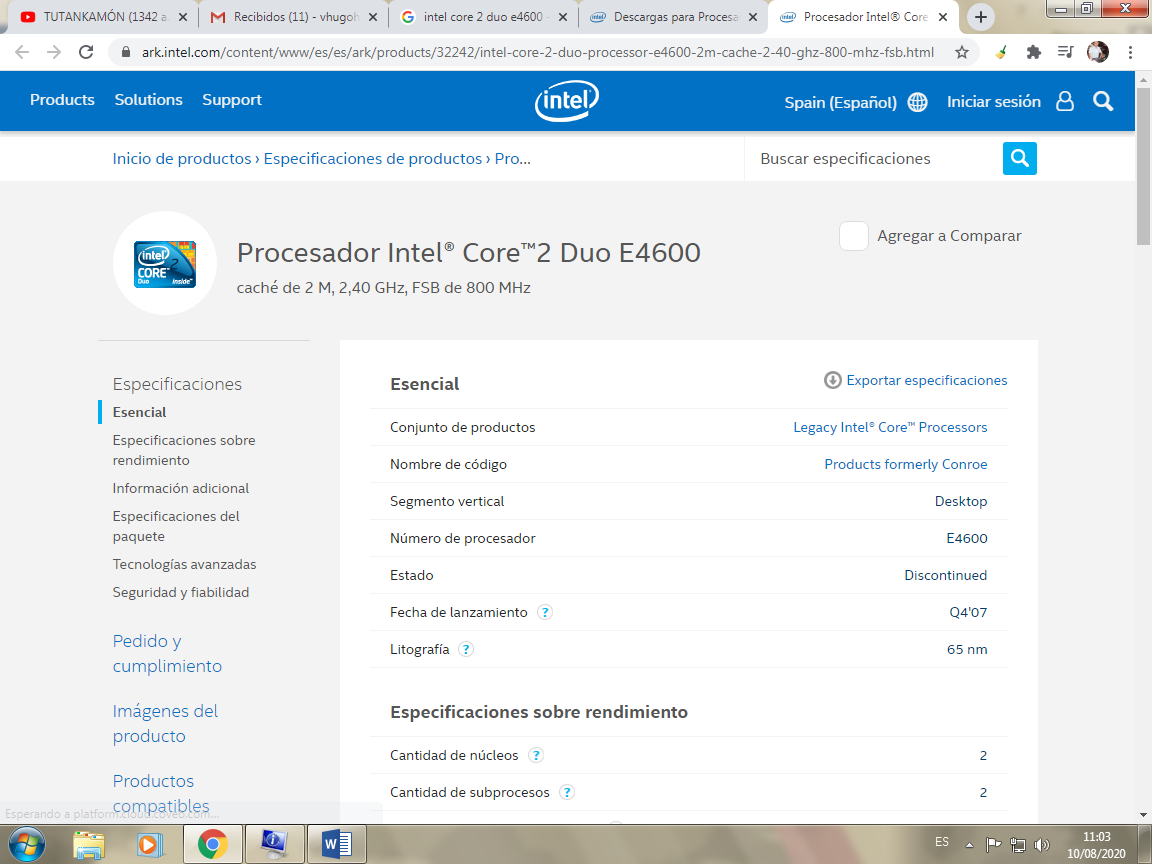 TUTANKAMÓN (1342 a.
Recibidos (11) - vhugoh
intel core 2 duo e4600 -
Descargas para Procesa
Procesador Intel® Core
ark.intel.com/content/www/es/es/ark/products/32242/intel-core-2-duo-processor-e4600-2m-cache-2-40-ghz-800-mhz-fsb.html
Products Solutions Support
intel
Spain (Español)
Iniciar sesión
Inicio de productos › Especificaciones de productos › Pro...
Buscar especificaciones
intel
CORE 2
Duo inside™
Procesador Intel® Core™2 Duo E4600
caché de 2 M, 2,40 GHz, FSB de 800 MHz
Agregar a Comparar
Especificaciones
Esencial
Especificaciones sobre
rendimiento
Información adicional
Especificaciones del
paquete
Tecnologías avanzadas
Seguridad y fiabilidad
Pedido y
cumplimiento
Imágenes del
producto
Productos
compatibles
Esencial
Exportar especificaciones
Conjunto de productos Legacy Intel® Core™ Processors
Nombre de código Products formerly Conroe
Segmento vertical Desktop
Número de procesador E4600
Estado Discontinued
Fecha de lanzamiento ? Q4'07
Litografía ? 65 nm
Especificaciones sobre rendimiento
Cantidad de núcleos ? 2
Cantidad de subprocesos ? 2
Esperando a platform.cloud.coveo.com...
ES
11:03
10/08/2020